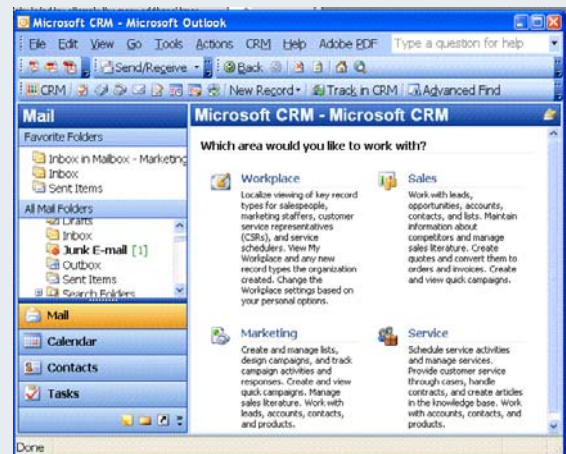 Microsoft CRM - Microsoft Outlook
File Edit View Go Tools Actions CRM Help Adobe PDF Type a question for help
Send/Receive Back
CRM New Record Track in CRM Advanced Find
Mail
Favorite Folders
Inbox in Mailbox - Marketing
Inbox
Sent Items
All Mail Folders
Drafts
Inbox
Junk E-mail [1]
Outbox
Sent Items
Search Folders
Mail
Calendar
Contacts
Tasks
Microsoft CRM - Microsoft CRM
Which area would you like to work with?
Workplace
Localize viewing of key record
types for salespeople,
marketing staffers, customer
service representatives
(CSRs), and service
schedulers. View My
Workplace and any new
record types the organization
created. Change the
Workplace settings based on
your personal options.
Sales
Work with leads,
opportunities, accounts,
contacts, and lists. Maintain
information about
competitors and manage
sales literature. Create
quotes and convert them to
orders and invoices. Create
and view quick campaigns.
Marketing
Create and manage lists,
design campaigns, and track
campaign activities and
responses. Create and view
quick campaigns. Manage
sales literature. Work with
leads, accounts, contacts,
and products.
Service
Schedule service activities
and manage services.
Provide customer service
through cases, handle
contracts, and create articles
in the knowledge base. Work
with accounts, contacts, and
products.
Done